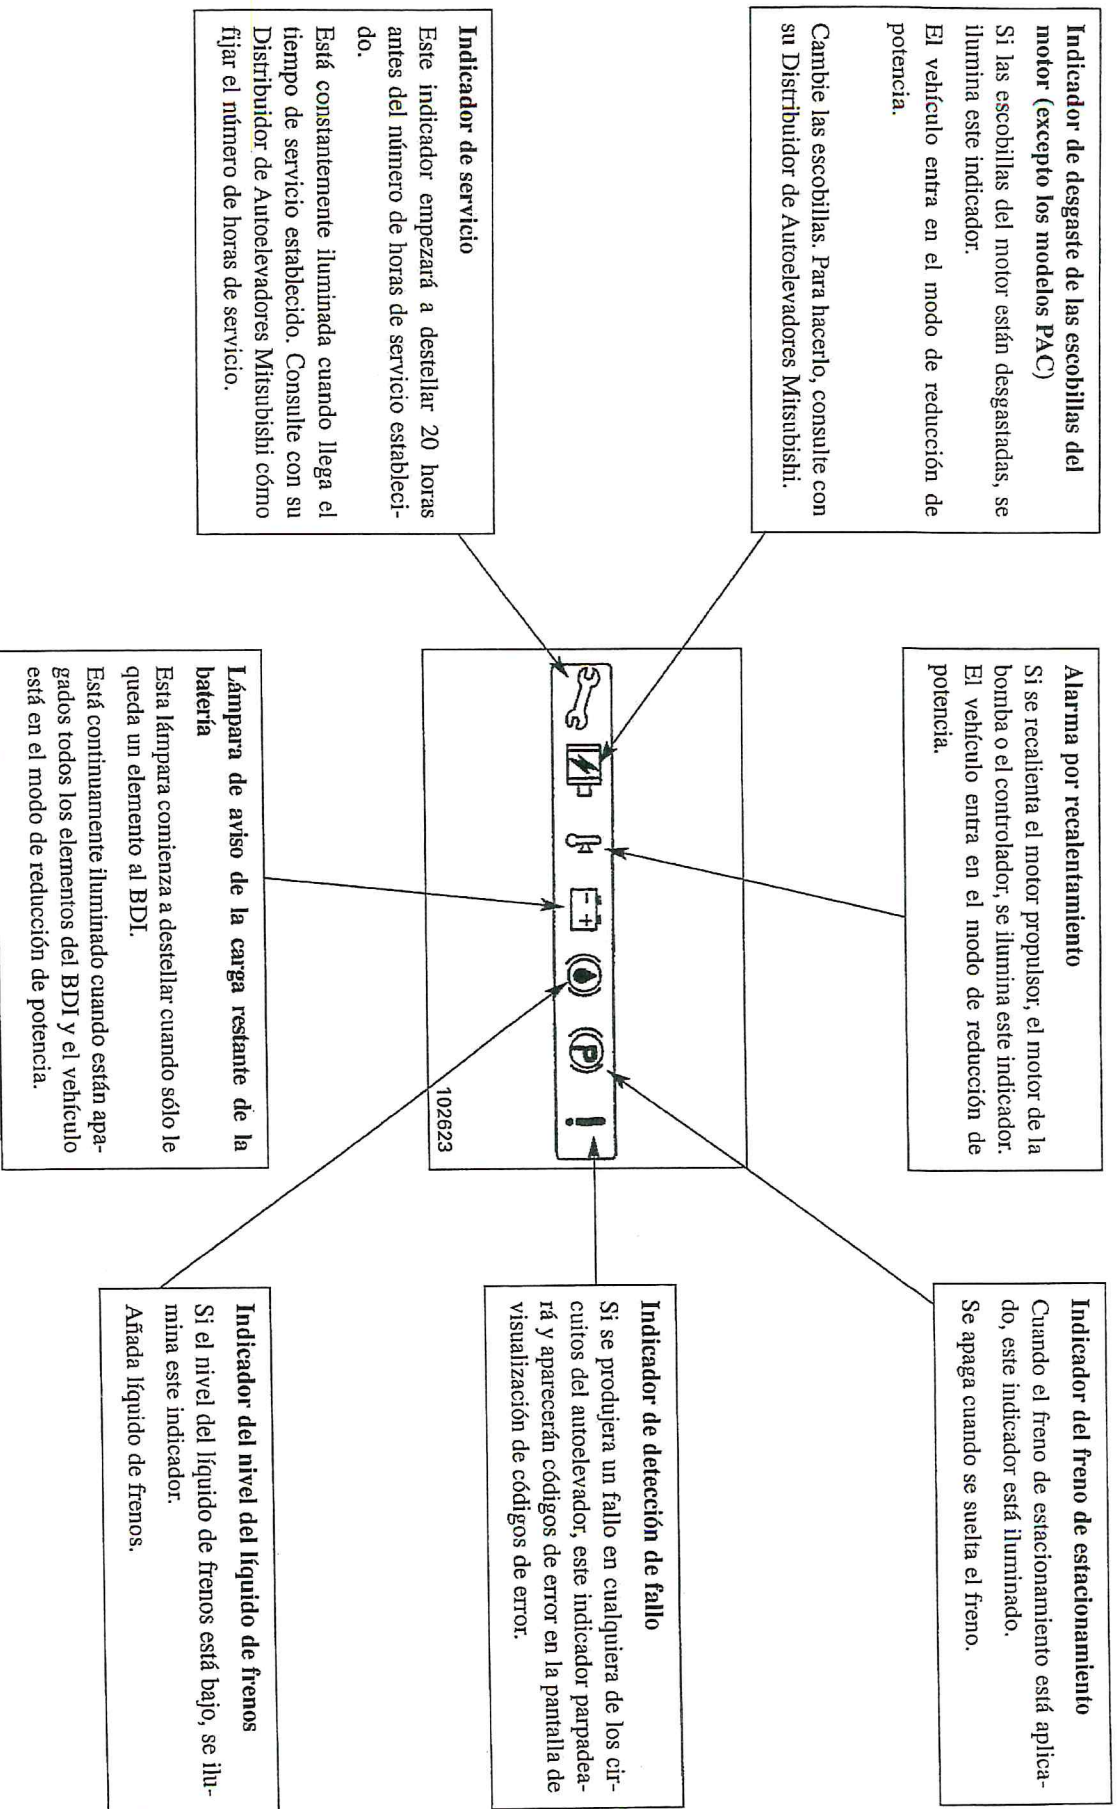 Indicador de desgaste de las escobillas del
motor (excepto los modelos PAC)
Si las escobillas del motor están desgastadas, se
ilumina este indicador.
El vehículo entra en el modo de reducción de
potencia.
Cambie las escobillas. Para hacerlo, consulte con
su Distribuidor de Autoelevadores Mitsubishi.
Alarma por recalentamiento
Si se recalienta el motor propulsor, el motor de la
bomba o el controlador, se ilumina este indicador.
El vehículo entra en el modo de reducción de
potencia.
Indicador del freno de estacionamiento
Cuando el freno de estacionamiento está aplica-
do, este indicador está iluminado.
Se apaga cuando se suelta el freno.
- +
P
!
102623
Indicador de servicio
Este indicador empezará a destellar 20 horas
antes del número de horas de servicio estableci-
do.
Está constantemente iluminada cuando llega el
tiempo de servicio establecido. Consulte con su
Distribuidor de Autoelevadores Mitsubishi cómo
fijar el número de horas de servicio.
Lámpara de aviso de la carga restante de la
batería
Esta lámpara comienza a destellar cuando sólo le
queda un elemento al BDI.
Está continuamente iluminado cuando están apa-
gados todos los elementos del BDI y el vehículo
está en el modo de reducción de potencia.
Indicador de detección de fallo
Si se produjera un fallo en cualquiera de los cir-
cuitos del autoelevador, este indicador parpadea-
rá y aparecerán códigos de error en la pantalla de
visualización de códigos de error.
Indicador del nivel del líquido de frenos
Si el nivel del líquido de frenos está bajo, se ilu-
mina este indicador.
Añada líquido de frenos.